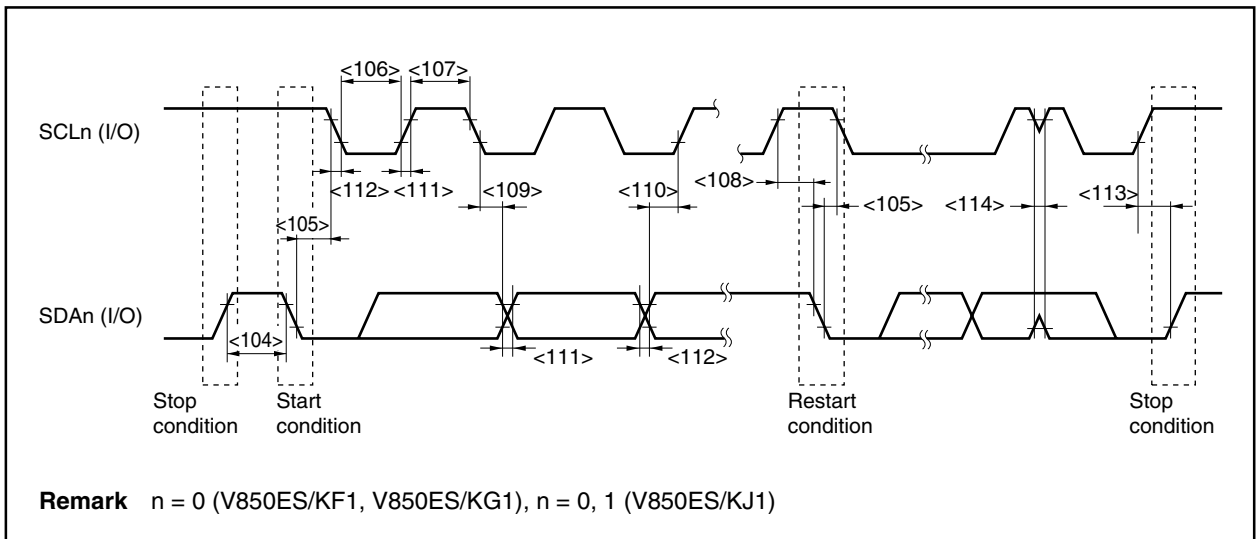 <106> <107>
SCLn (I/O)
<112> <111> <109> <110> <108> <105> <114> <113>
<105>
SDAn (I/O)
<104>
<111> <112>
Stop condition
Start condition
Restart condition
Stop condition
Remark n = 0 (V850ES/KF1, V850ES/KG1), n = 0, 1 (V850ES/KJ1)